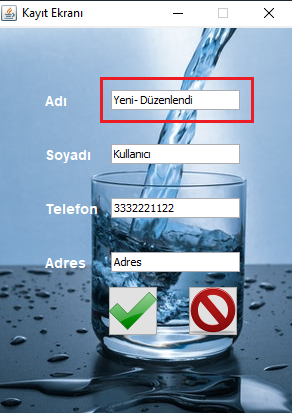 Kayıt Ekranı
Adı Yeni- Düzenlendi
Soyadı Kullanıcı
Telefon 3332221122
Adres Adres